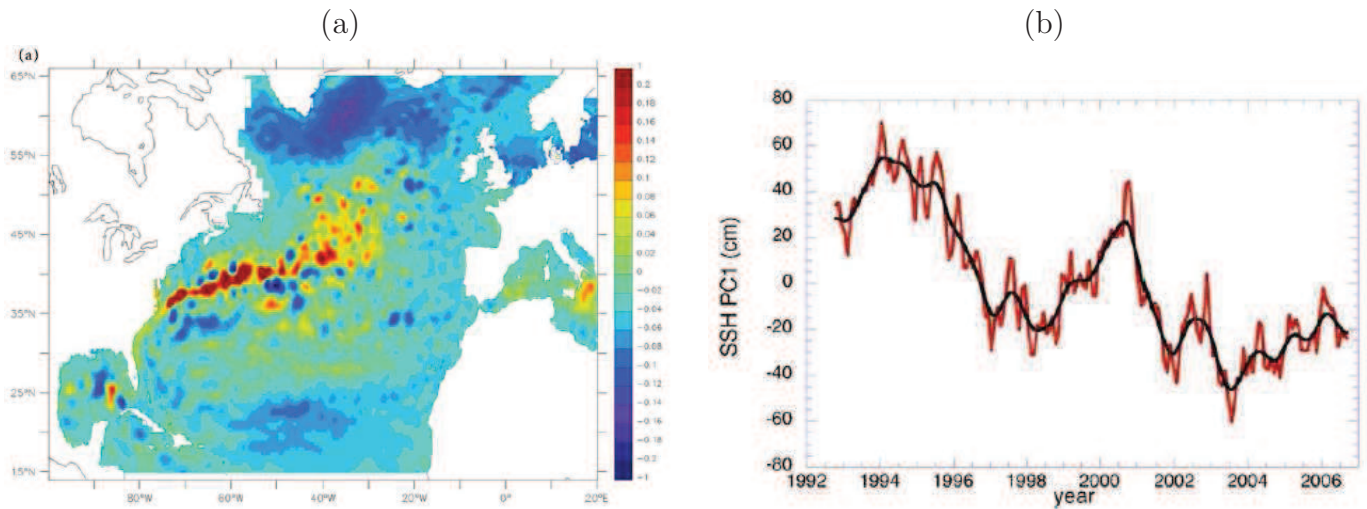 (a)
(b)
(a)
65°N
55°N
45°N
35°N
25°N
15°N
80°W
60°W
40°W
20°W
0°
20°E
1
0.2
0.18
0.16
0.14
0.12
0.1
0.08
0.06
0.04
0.02
0
-0.02
-0.04
-0.06
-0.08
-0.1
-0.12
-0.14
-0.16
-0.18
-0.2
-1
80
60
40
20
0
-20
-40
-60
-80
SSH PC1 (cm)
1992 1994 1996 1998 2000 2002 2004 2006
year